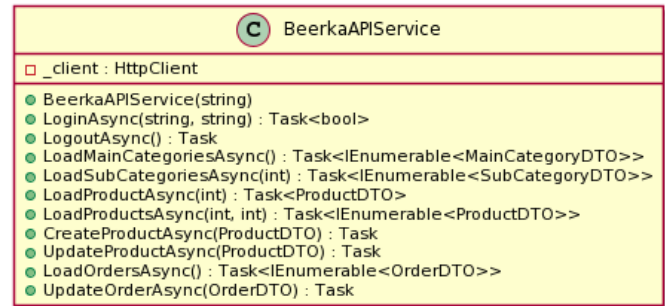 C BeerkaAPIService
_client : HttpClient
BeerkaAPIService(string)
LoginAsync(string, string) : Task<bool>
LogoutAsync() : Task
LoadMainCategoriesAsync() : Task<IEnumerable<MainCategoryDTO>>
LoadSubCategoriesAsync(int) : Task<IEnumerable<SubCategoryDTO>>
LoadProductAsync(int) : Task<ProductDTO>
LoadProductsAsync(int, int) : Task<IEnumerable<ProductDTO>>
CreateProductAsync(ProductDTO) : Task
UpdateProductAsync(ProductDTO) : Task
LoadOrdersAsync() : Task<IEnumerable<OrderDTO>>
UpdateOrderAsync(OrderDTO) : Task